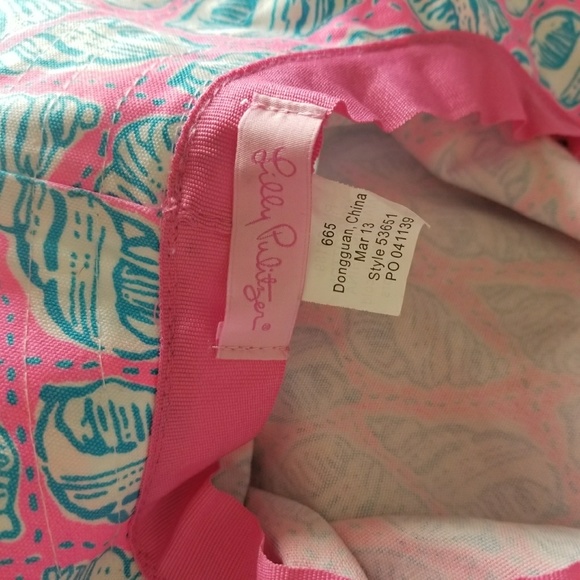 Lilly Pulitzer®
665
Dongguan, China
Mar 13
Style 53651
PO 041139